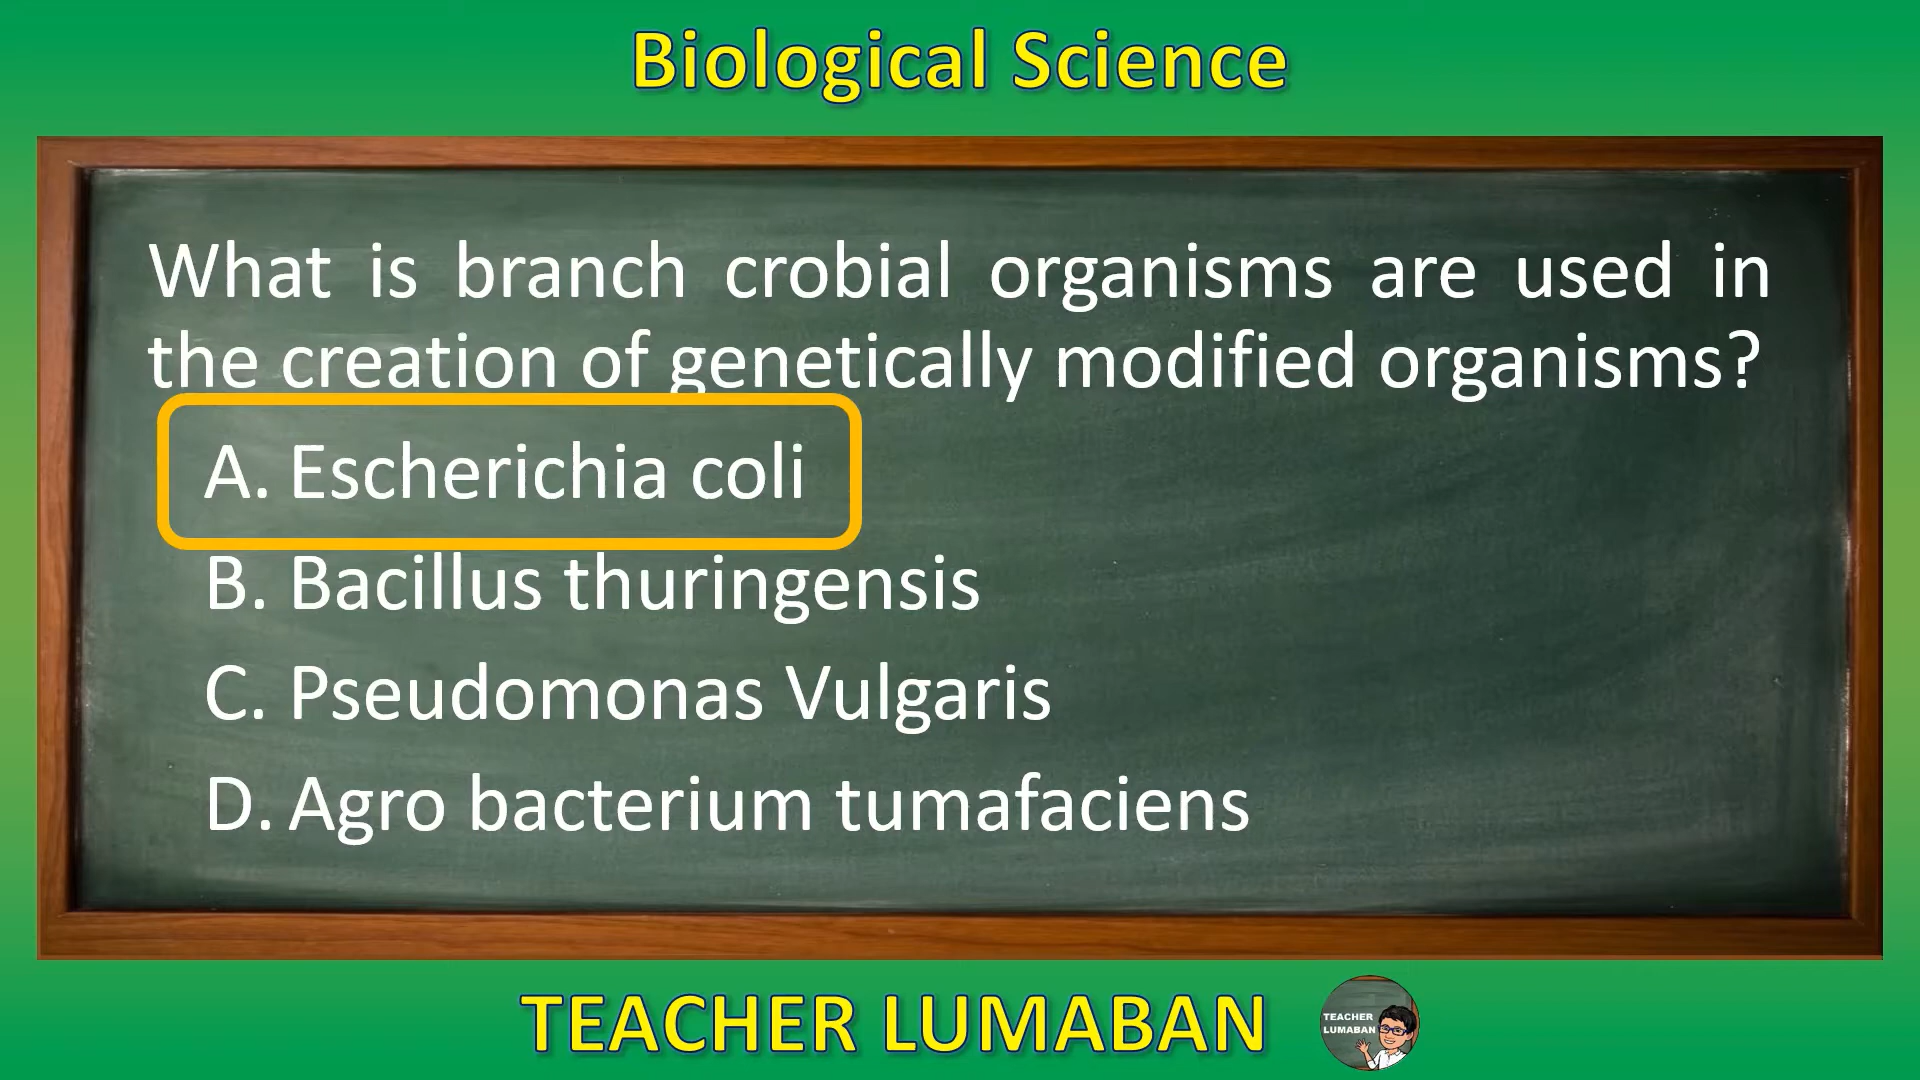 Biological Science
What is branch crobial organisms are used in
the creation of genetically modified organisms?
A. Escherichia coli
B. Bacillus thuringensis
C. Pseudomonas Vulgaris
D. Agro bacterium tumafaciens
TEACHER LUMABAN
TEACHER
LUMABAN